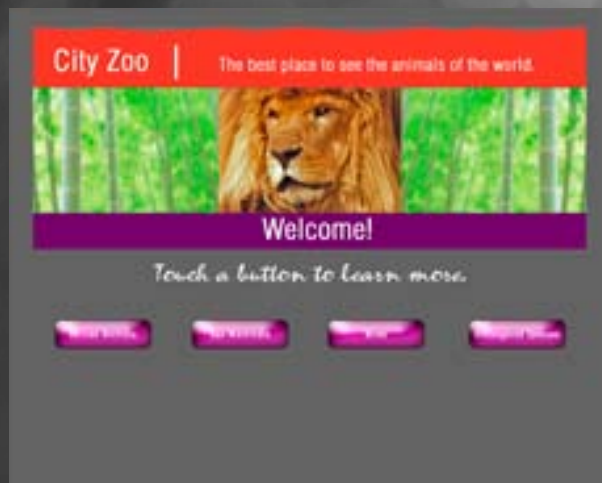 City Zoo | The best place to see the animals of the world.
Welcome!
Touch a button to learn more.